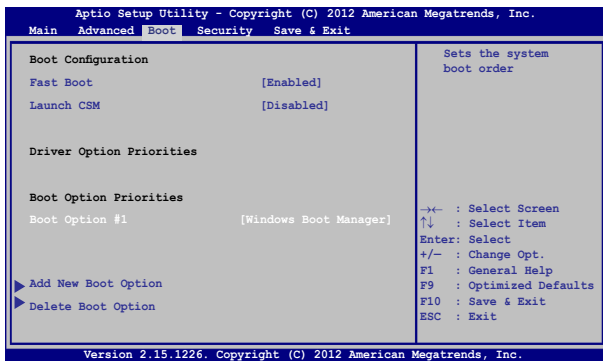 Aptio Setup Utility - Copyright (C) 2012 American Megatrends, Inc.
Main Advanced Boot Security Save & Exit
Boot Configuration
Fast Boot [Enabled]
Launch CSM [Disabled]
Driver Option Priorities
Boot Option Priorities
Boot Option #1 [Windows Boot Manager]
Add New Boot Option
Delete Boot Option
Sets the system
boot order
→← : Select Screen
↑↓ : Select Item
Enter: Select
+/— : Change Opt.
F1 : General Help
F9 : Optimized Defaults
F10 : Save & Exit
ESC : Exit
Version 2.15.1226. Copyright (C) 2012 American Megatrends, Inc.